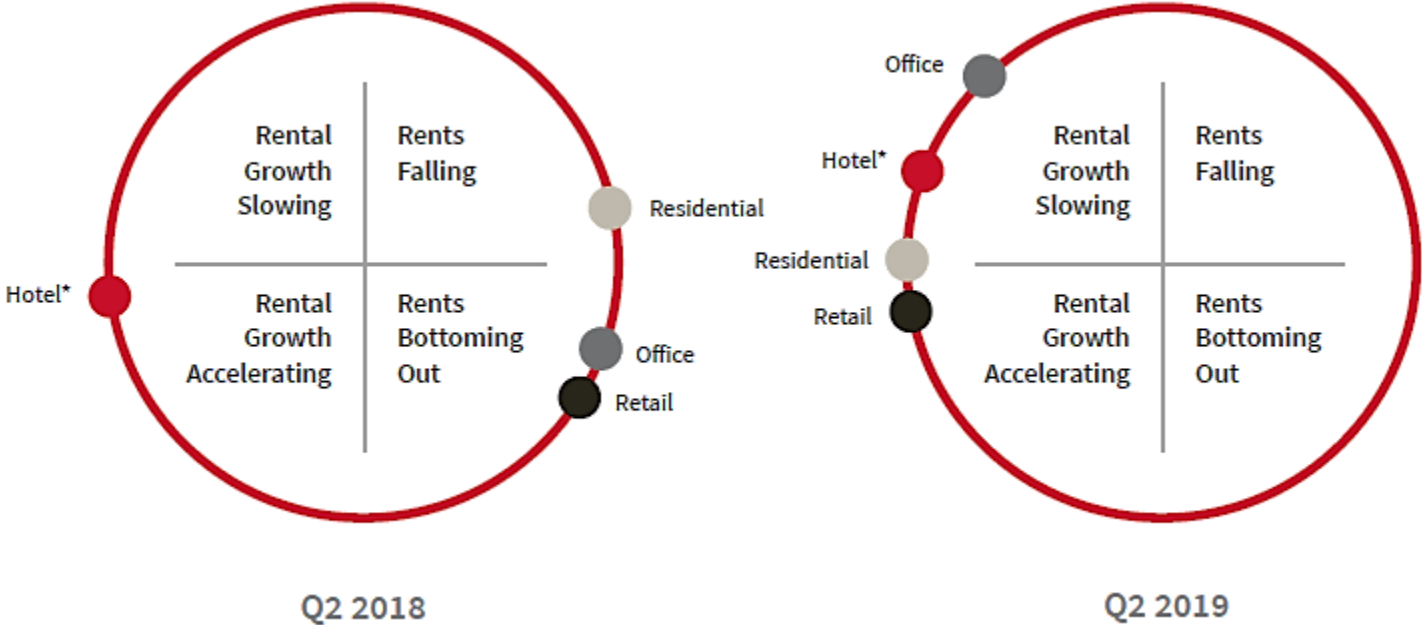 Rental
Growth
Slowing
Rents
Falling
Residential
Hotel*
Rental
Growth
Accelerating
Rents
Bottoming
Out
Office
Retail
Q2 2018
Office
Hotel*
Rental
Growth
Slowing
Rents
Falling
Residential
Retail
Rental
Growth
Accelerating
Rents
Bottoming
Out
Q2 2019